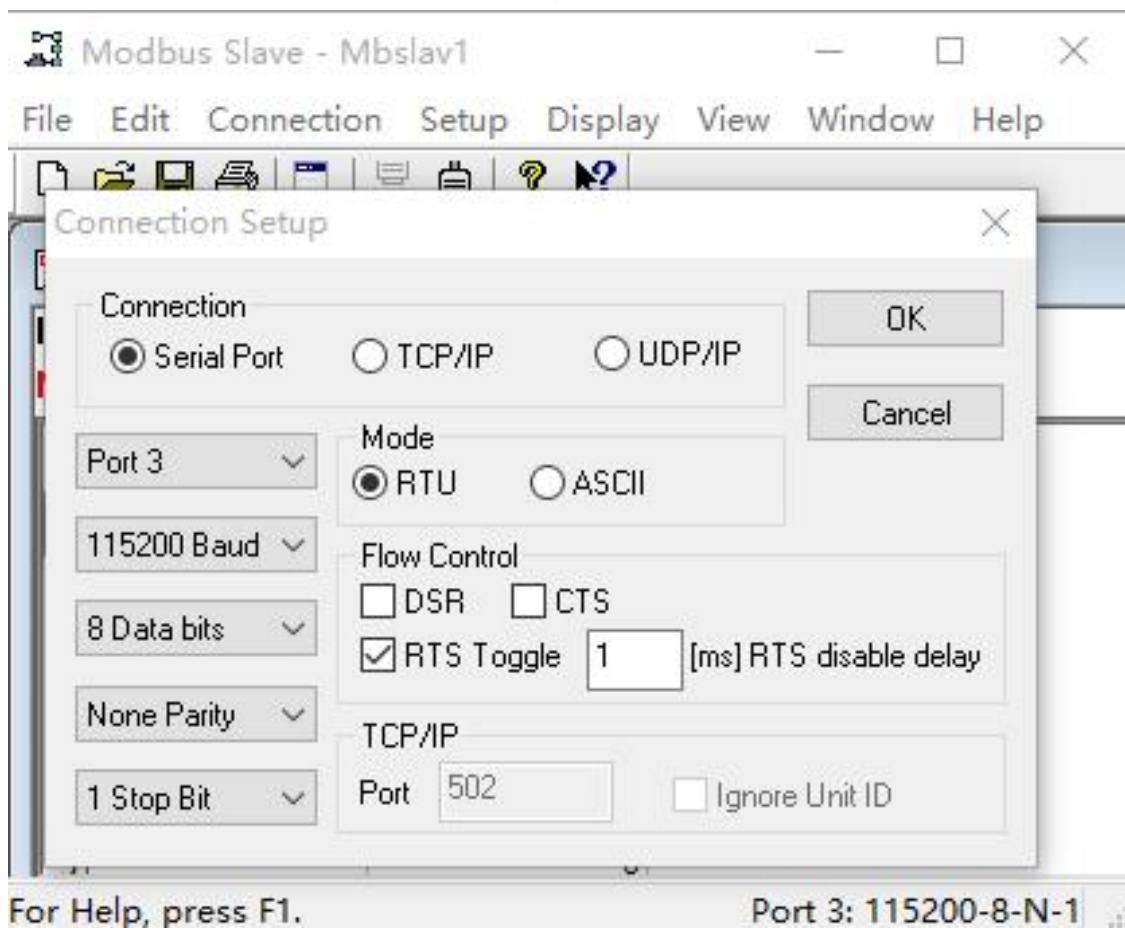 Modbus Slave - Mbslav1
File Edit Connection Setup Display View Window Help
Connection Setup
Connection
Serial Port TCP/IP UDP/IP
OK
Cancel
Port 3
Mode
RTU ASCII
115200 Baud
Flow Control
DSR CTS
8 Data bits
RTS Toggle 1 [ms] RTS disable delay
None Parity
TCP/IP
Port 502 Ignore Unit ID
1 Stop Bit
For Help, press F1. Port 3: 115200-8-N-1